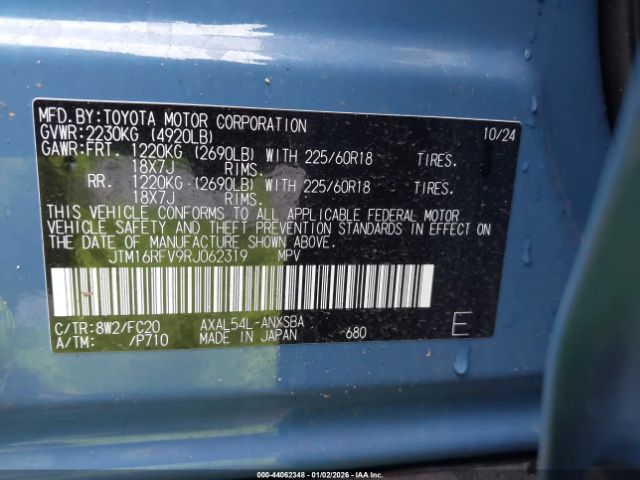 MFD.BY:TOYOTA MOTOR CORPORATION 10/24
GVWR:2230KG (4920LB)
GAWR:FRT. 1220KG (2690LB) WITH 225/60R18 TIRES.
18X7J RIMS.
RR. 1220KG (2690LB) WITH 225/60R18 TIRES.
18X7J RIMS.
THIS VEHICLE CONFORMS TO ALL APPLICABLE FEDERAL MOTOR
VEHICLE SAFETY AND THEFT PREVENTION STANDARDS IN EFFECT
ON THE DATE OF MANUFACTURE SHOWN ABOVE.
JTM16RFV9RJ062319 MPV
C/TR:8W2/FC20 AXAL54L-ANXSBA
A/TM: /P710 MADE IN JAPAN 680 E
000-44062348 - 01/02/2026 - IAAI.CA